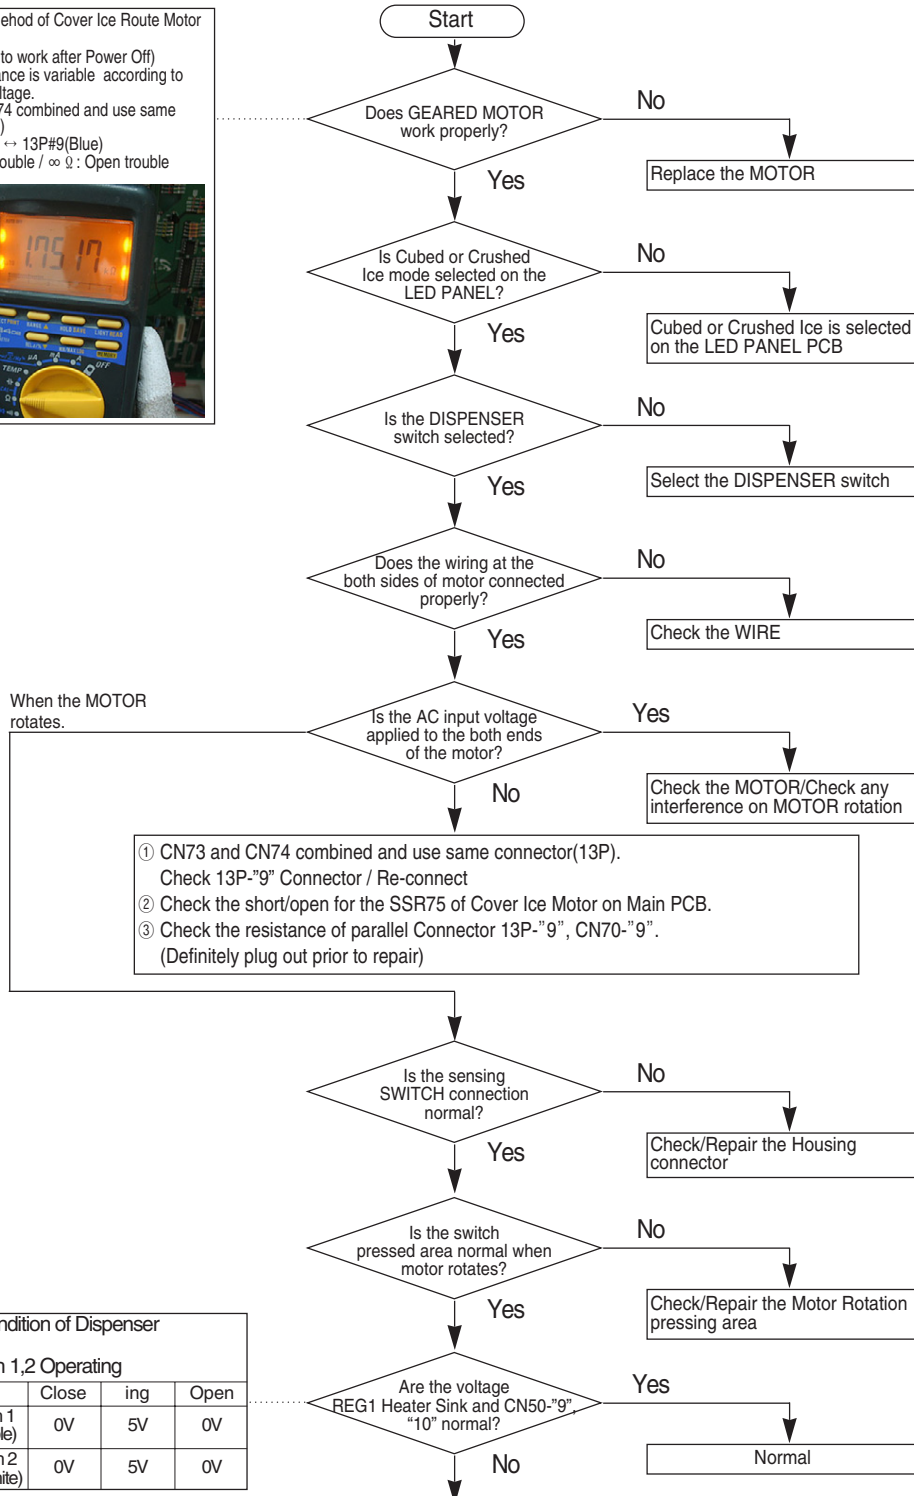 ehod of Cover Ice Route Motor
to work after Power Off)
ance is variable according to
ltage.
74 combined and use same
)
↔ 13P#9(Blue)
ouble / ∞ Ω : Open trouble
1.7517
TEMP
μA
mA
A
OFF
HOLD
Start
Does GEARED MOTOR
work properly?
No
Replace the MOTOR
Yes
Is Cubed or Crushed
Ice mode selected on the
LED PANEL?
No
Cubed or Crushed Ice is selected
on the LED PANEL PCB
Yes
Is the DISPENSER
switch selected?
No
Select the DISPENSER switch
Yes
Does the wiring at the
both sides of motor connected
properly?
No
Check the WIRE
Yes
When the MOTOR
rotates.
Is the AC input voltage
applied to the both ends
of the motor?
Yes
Check the MOTOR/Check any
interference on MOTOR rotation
No
① CN73 and CN74 combined and use same connector(13P).
Check 13P-"9" Connector / Re-connect
② Check the short/open for the SSR75 of Cover Ice Motor on Main PCB.
③ Check the resistance of parallel Connector 13P-"9", CN70-"9".
(Definitely plug out prior to repair)
Is the sensing
SWITCH connection
normal?
No
Check/Repair the Housing
connector
Yes
Is the switch
pressed area normal when
motor rotates?
No
Check/Repair the Motor Rotation
pressing area
Yes
ndition of Dispenser
n 1,2 Operating
Close ing Open
n 1
le) 0V 5V 0V
n 2
nite) 0V 5V 0V
Are the voltage
REG1 Heater Sink and CN50-"9",
"10" normal?
Yes
Normal
No